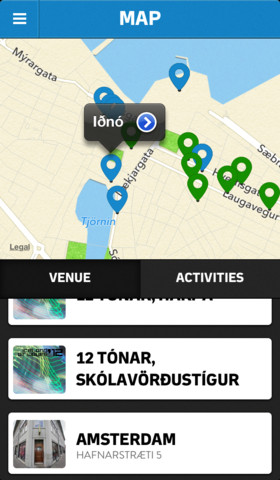 MAP
Mýrargata
Iðnó
Lækjargata
Sæbr
Hverfisgata
Laugavegur
Tjörnin
Legal
VENUE
ACTIVITIES
12 TÓNAR, HARPA
12 TÓNAR,
SKÓLAVÖRÐUSTÍGUR
AMSTERDAM
HAFNARSTRÆTI 5